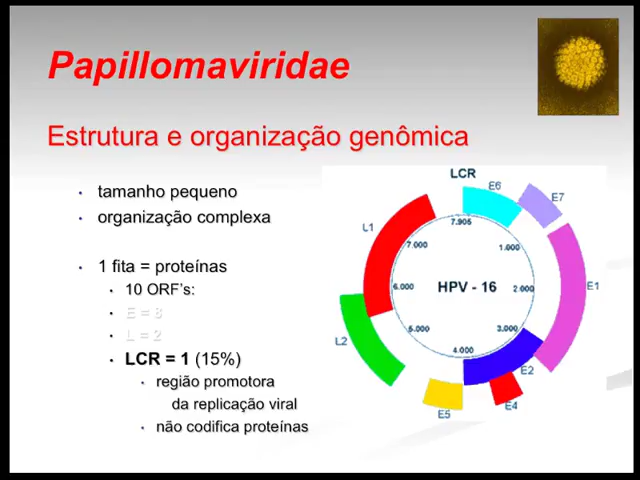 Papillomaviridae
Estrutura e organização genômica
tamanho pequeno
organização complexa
1 fita = proteínas
10 ORF's:
E = 8
L = 2
LCR = 1 (15%)
região promotora
da replicação viral
não codifica proteínas
LCR
E6
E7
L1
7.905
7.000
1.000
6.000
HPV - 16
2.000
E1
5.000
3.000
L2
4.000
E2
E5
E4